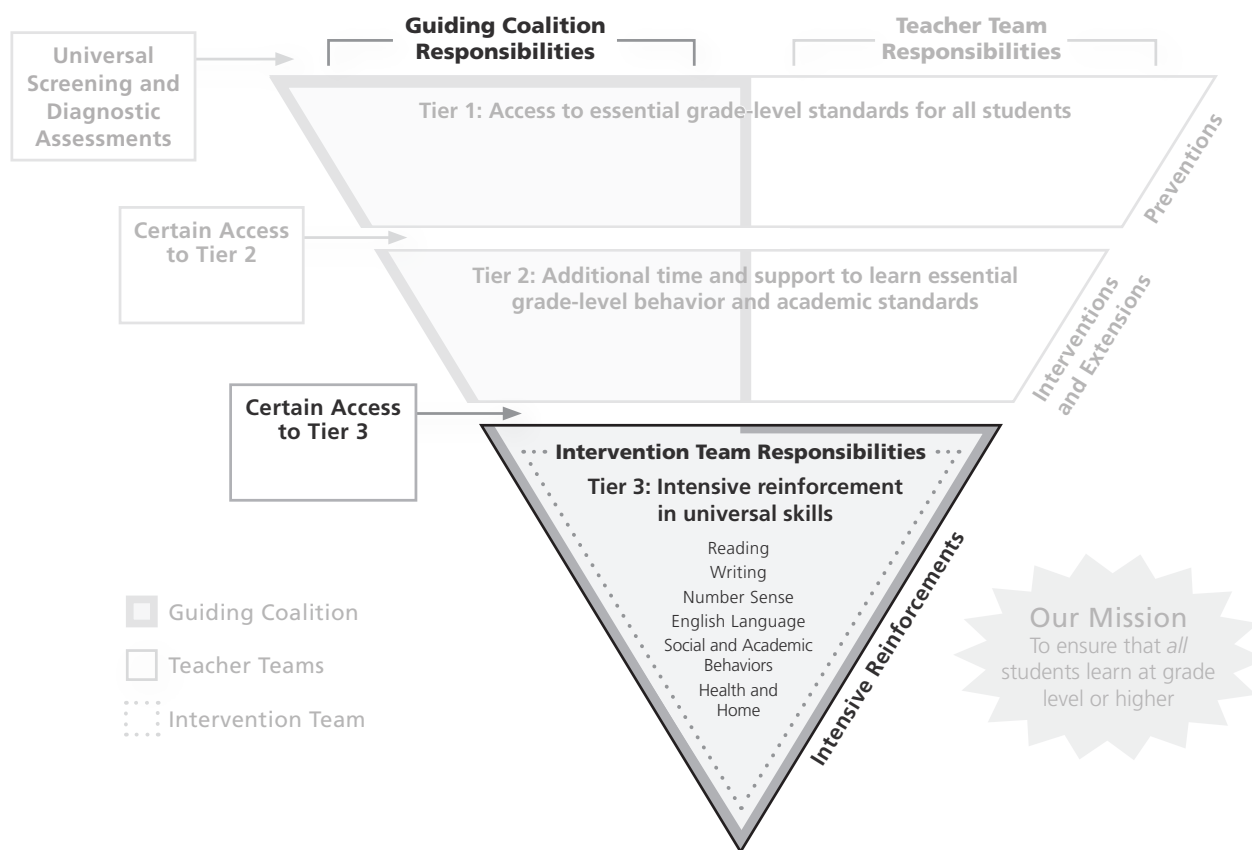 Guiding Coalition
Responsibilities
Teacher Team
Responsibilities
Universal
Screening and
Diagnostic
Assessments
Tier 1: Access to essential grade-level standards for all students
Preventions
Certain Access
to Tier 2
Tier 2: Additional time and support to learn essential
grade-level behavior and academic standards
Interventions
and Extensions
Certain Access
to Tier 3
Intervention Team Responsibilities
Tier 3: Intensive reinforcement
in universal skills
Reading
Writing
Number Sense
English Language
Social and Academic
Behaviors
Health and
Home
Intensive Reinforcements
Guiding Coalition
Teacher Teams
Intervention Team
Our Mission
To ensure that all
students learn at grade
level or higher